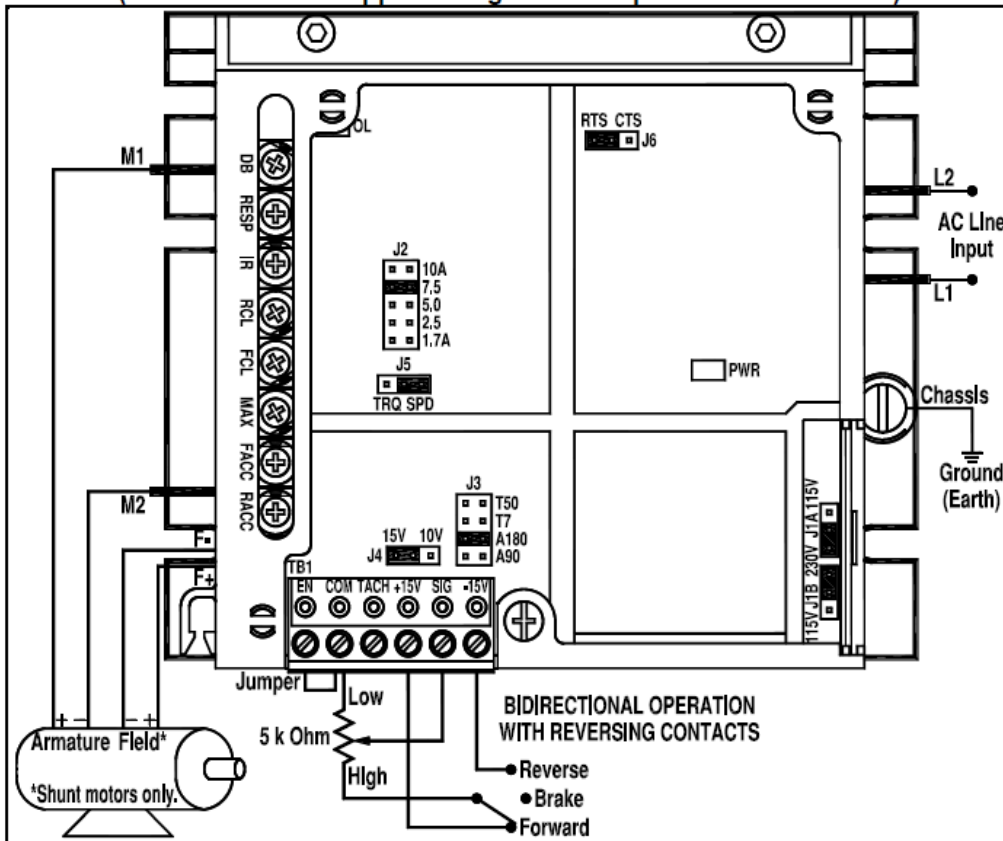 OL
RTS CTS
J6
M1
DB
RESP
IR
RCL
FCL
MAX
FACC
RACC
L2
AC Line
Input
L1
J2
10A
7.5
5.0
2.5
1.7A
J5
TRQ SPD
PWR
Chassis
Ground
(Earth)
M2
F-
F+
J3
T50
T7
A180
A90
15V 10V
J4
115V
J1A
230V
J1B
115V
TB1
EN COM TACH +15V SIG -15V
Jumper
Low
5 k Ohm
High
BIDIRECTIONAL OPERATION
WITH REVERSING CONTACTS
Reverse
Brake
Forward
+ - - +
Armature Field*
*Shunt motors only.